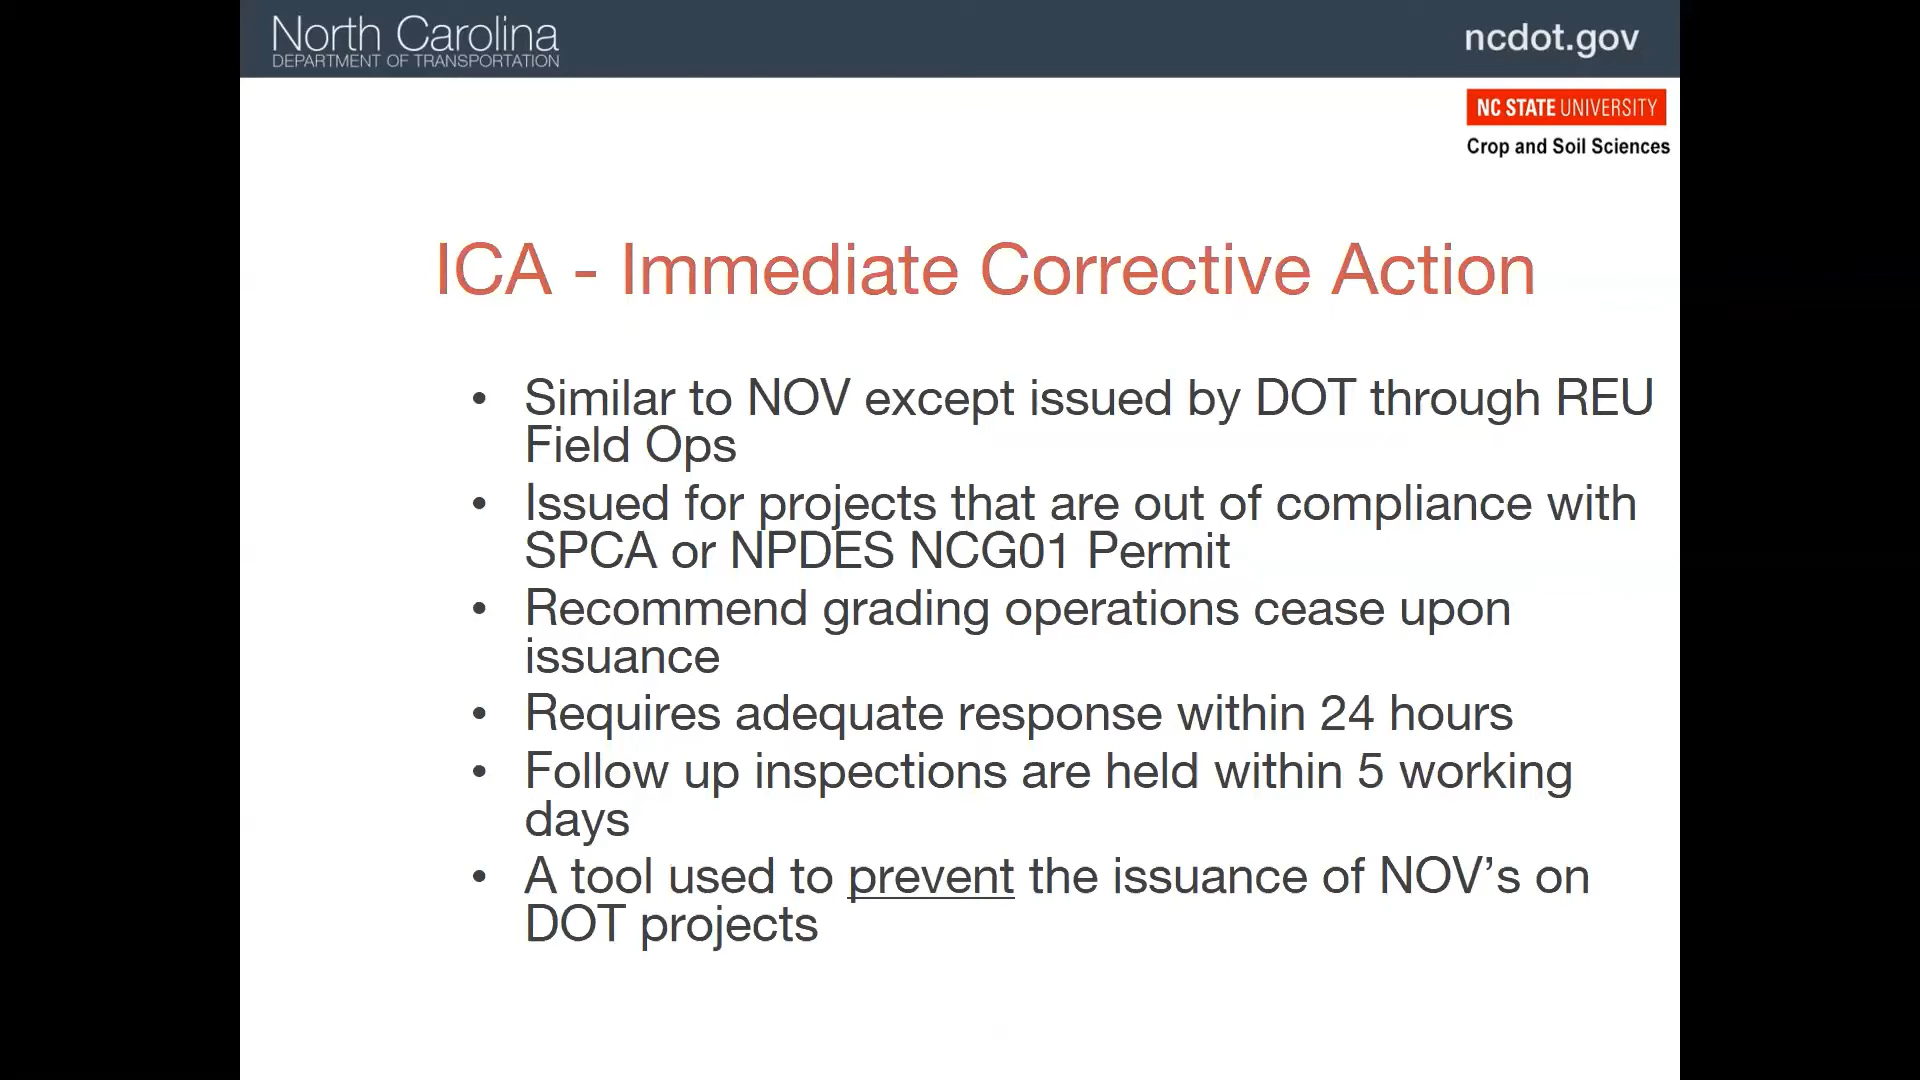 North Carolina
DEPARTMENT OF TRANSPORTATION
ncdot.gov
NC STATE UNIVERSITY
Crop and Soil Sciences
ICA - Immediate Corrective Action
• Similar to NOV except issued by DOT through REU
Field Ops
• Issued for projects that are out of compliance with
SPCA or NPDES NCG01 Permit
• Recommend grading operations cease upon
issuance
• Requires adequate response within 24 hours
• Follow up inspections are held within 5 working
days
• A tool used to prevent the issuance of NOV’s on
DOT projects